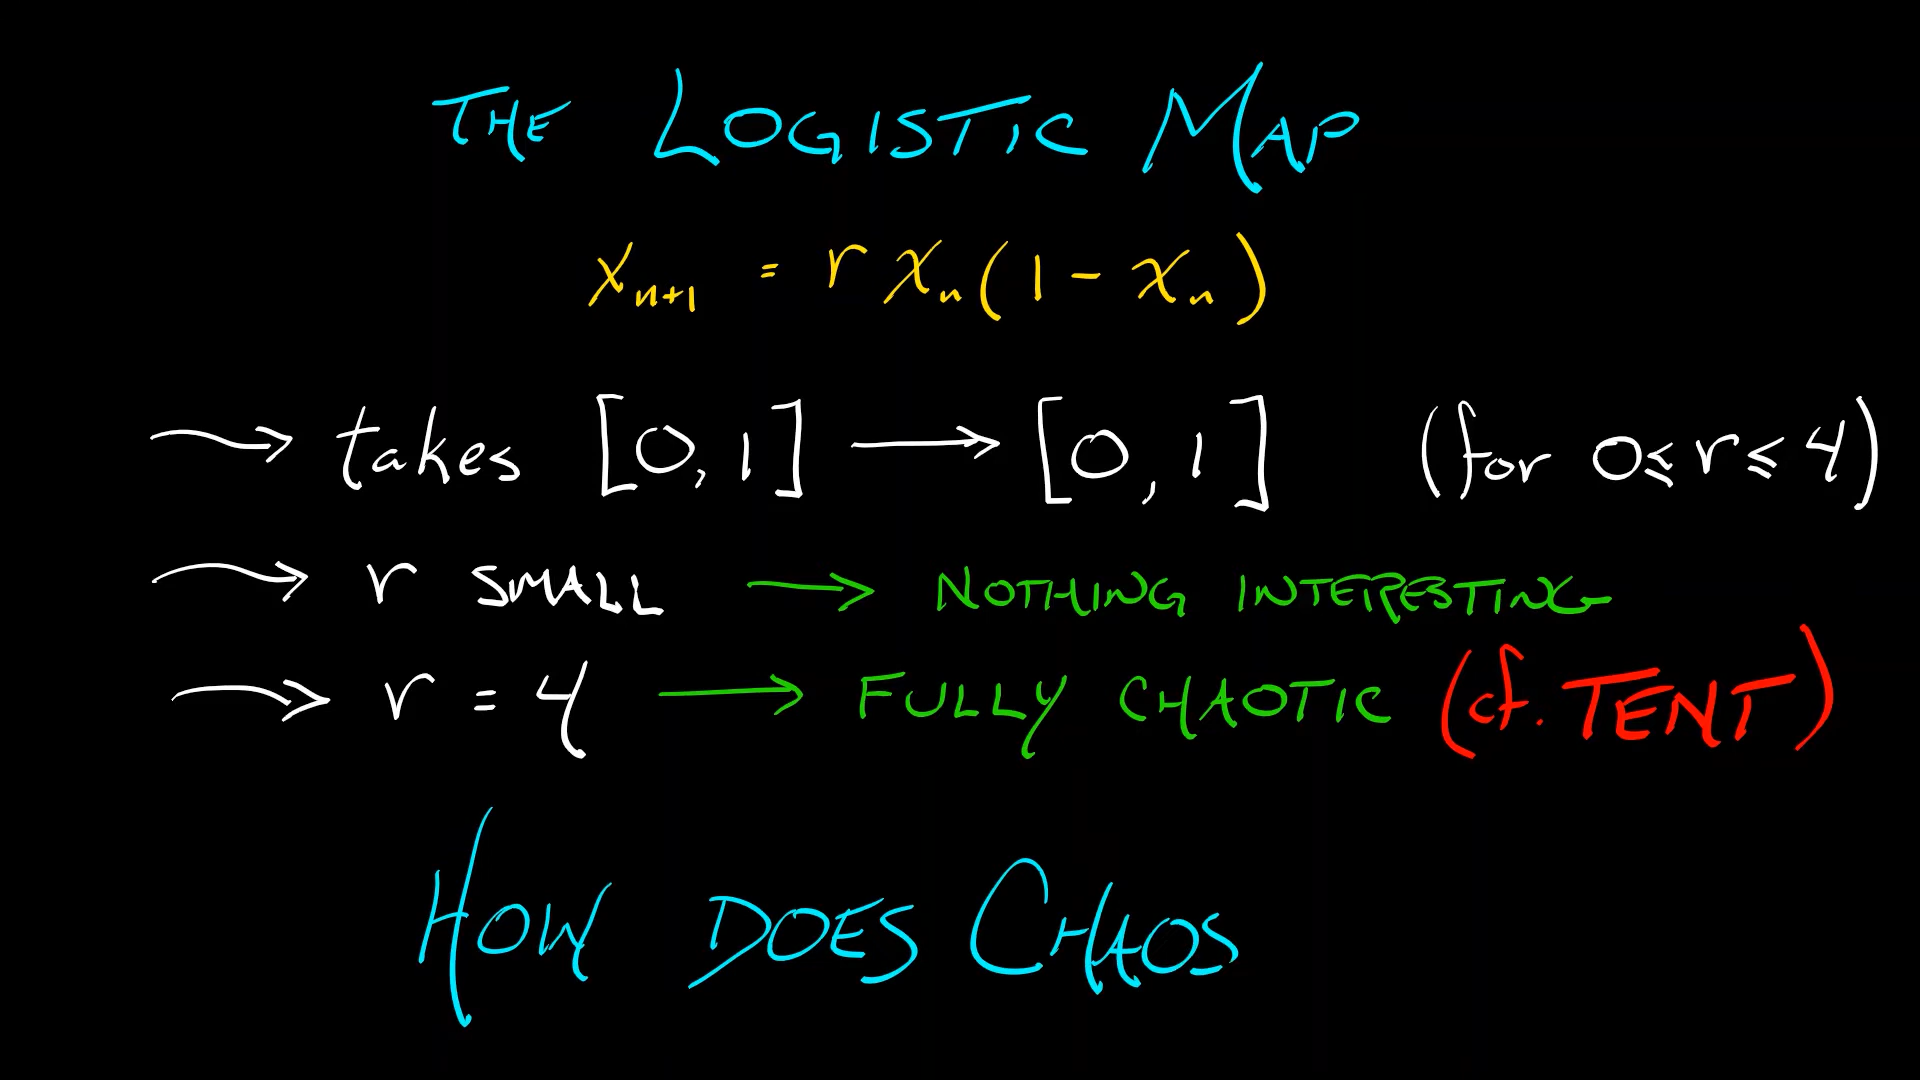 THE LOGISTIC MAP
xₙ₊₁ = r xₙ(1 - xₙ)
→ takes [0,1] → [0,1] (for 0≤r≤4)
→ r SMALL → NOTHING INTERESTING
→ r = 4 → FULLY CHAOTIC (cf. TENT)
HOW DOES CHAOS